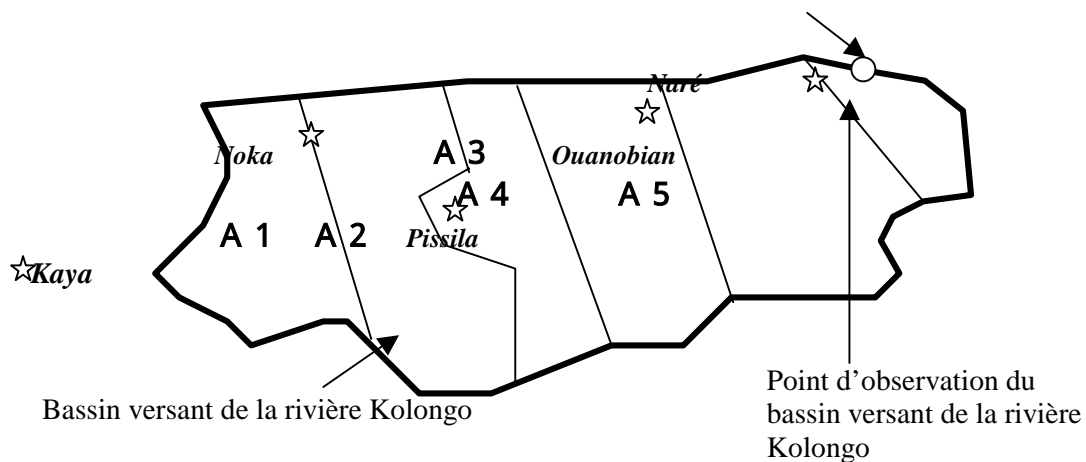 Naré
Noka
A 3
Ouanobian
A 4
A 5
A 1
A 2
Pissila
Kaya
Bassin versant de la rivière Kolongo
Point d’observation du
bassin versant de la rivière
Kolongo